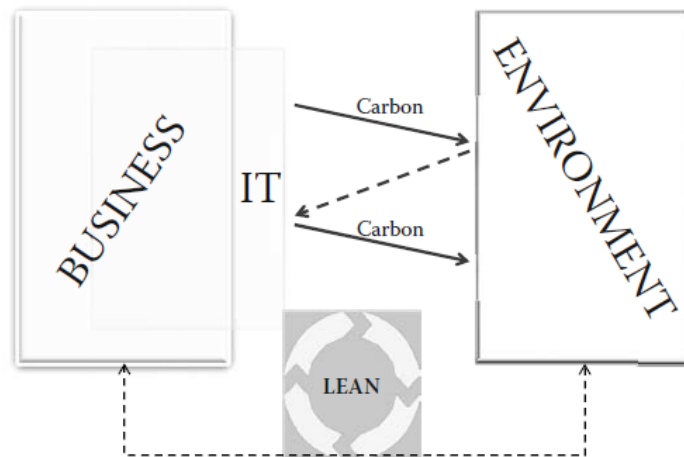 BUSINESS
IT
Carbon
Carbon
ENVIRONMENT
LEAN